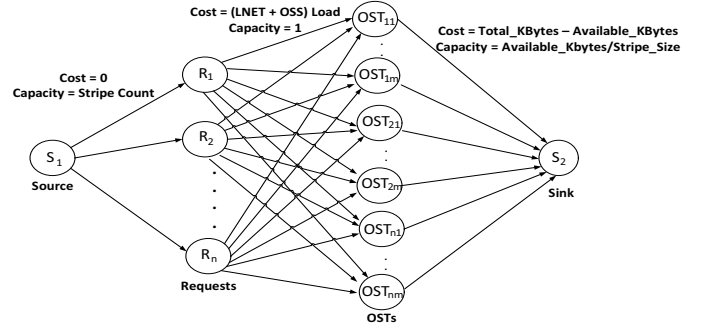 Cost = (LNET + OSS) Load
Capacity = 1
OST11
Cost = Total_KBytes – Available_KBytes
Capacity = Available_Kbytes/Stripe_Size
Cost = 0
Capacity = Stripe Count
R1
OST1m
OST21
R2
S1
Source
S2
Sink
OST2m
OSTn1
Rn
Requests
OSTnm
OSTs